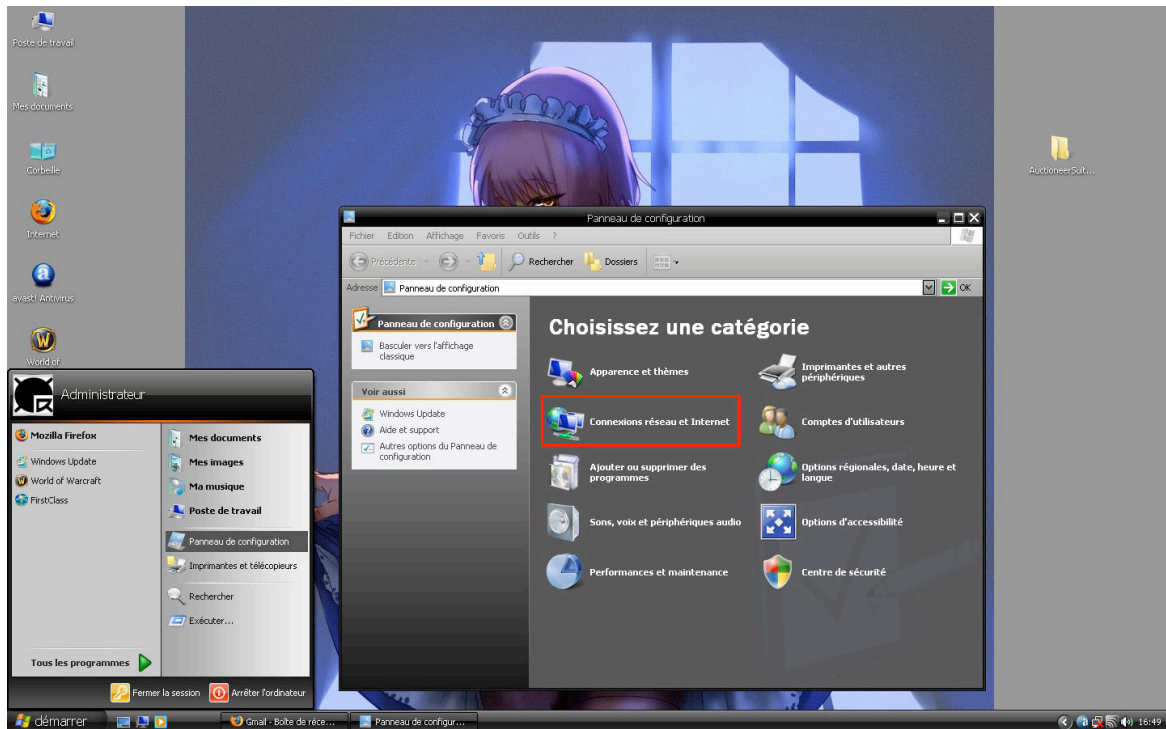 Poste de travail
Mes documents
Corbeille
Internet
avast! Antivirus
World of
AuctioneerSuit...
Panneau de configuration
Fichier Edition Affichage Favoris Outils ?
Précédente Rechercher Dossiers
Adresse Panneau de configuration OK
Panneau de configuration
Basculer vers l'affichage
classique
Voir aussi
Windows Update
Aide et support
Autres options du Panneau de
configuration
Choisissez une catégorie
Apparence et thèmes
Imprimantes et autres
périphériques
Connexions réseau et Internet
Comptes d'utilisateurs
Ajouter ou supprimer des
programmes
Options régionales, date, heure et
langue
Sons, voix et périphériques audio
Options d'accessibilité
Performances et maintenance
Centre de sécurité
Administrateur
Mozilla Firefox
Windows Update
World of Warcraft
FirstClass
Tous les programmes
Mes documents
Mes images
Ma musique
Poste de travail
Panneau de configuration
Imprimantes et télécopieurs
Rechercher
Exécuter...
Fermer la session
Arrêter l'ordinateur
démarrer
Gmail - Boîte de réce...
Panneau de configur...
16:49